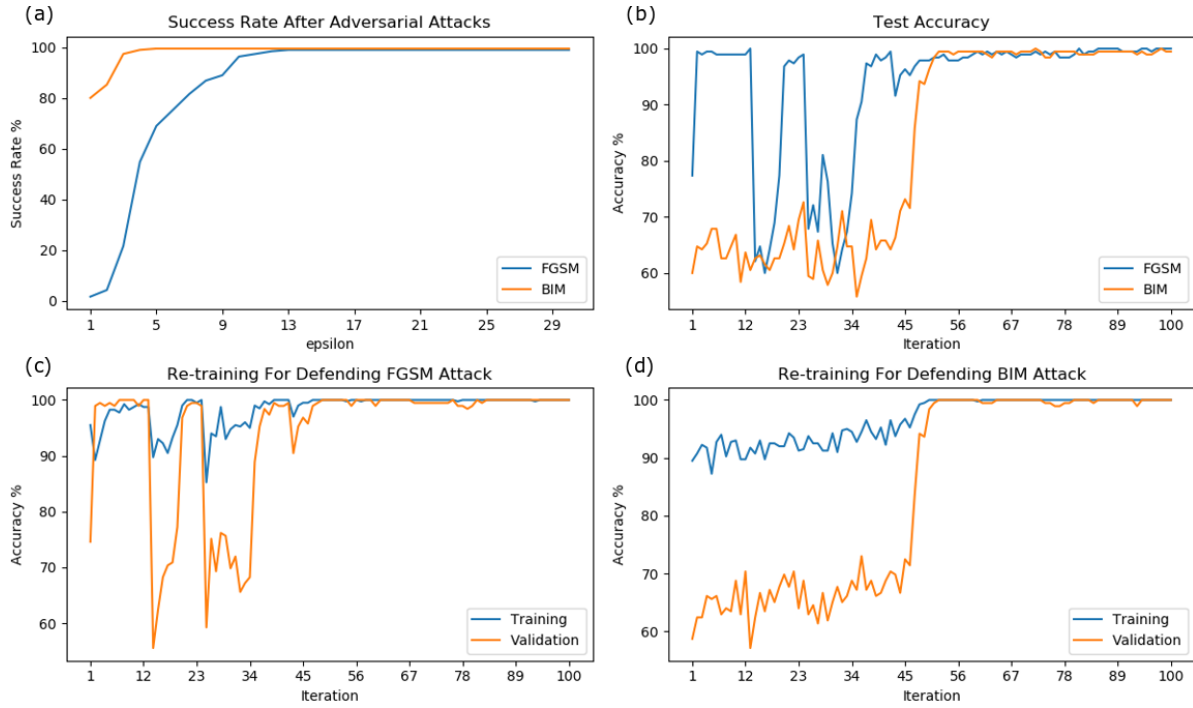 (a)
Success Rate After Adversarial Attacks
100
80
60
40
20
0
Success Rate %
1 5 9 13 17 21 25 29
epsilon
FGSM
BIM
(b)
Test Accuracy
100
90
80
70
60
Accuracy %
1 12 23 34 45 56 67 78 89 100
Iteration
FGSM
BIM
(c)
Re-training For Defending FGSM Attack
100
90
80
70
60
Accuracy %
1 12 23 34 45 56 67 78 89 100
Iteration
Training
Validation
(d)
Re-training For Defending BIM Attack
100
90
80
70
60
Accuracy %
1 12 23 34 45 56 67 78 89 100
Iteration
Training
Validation